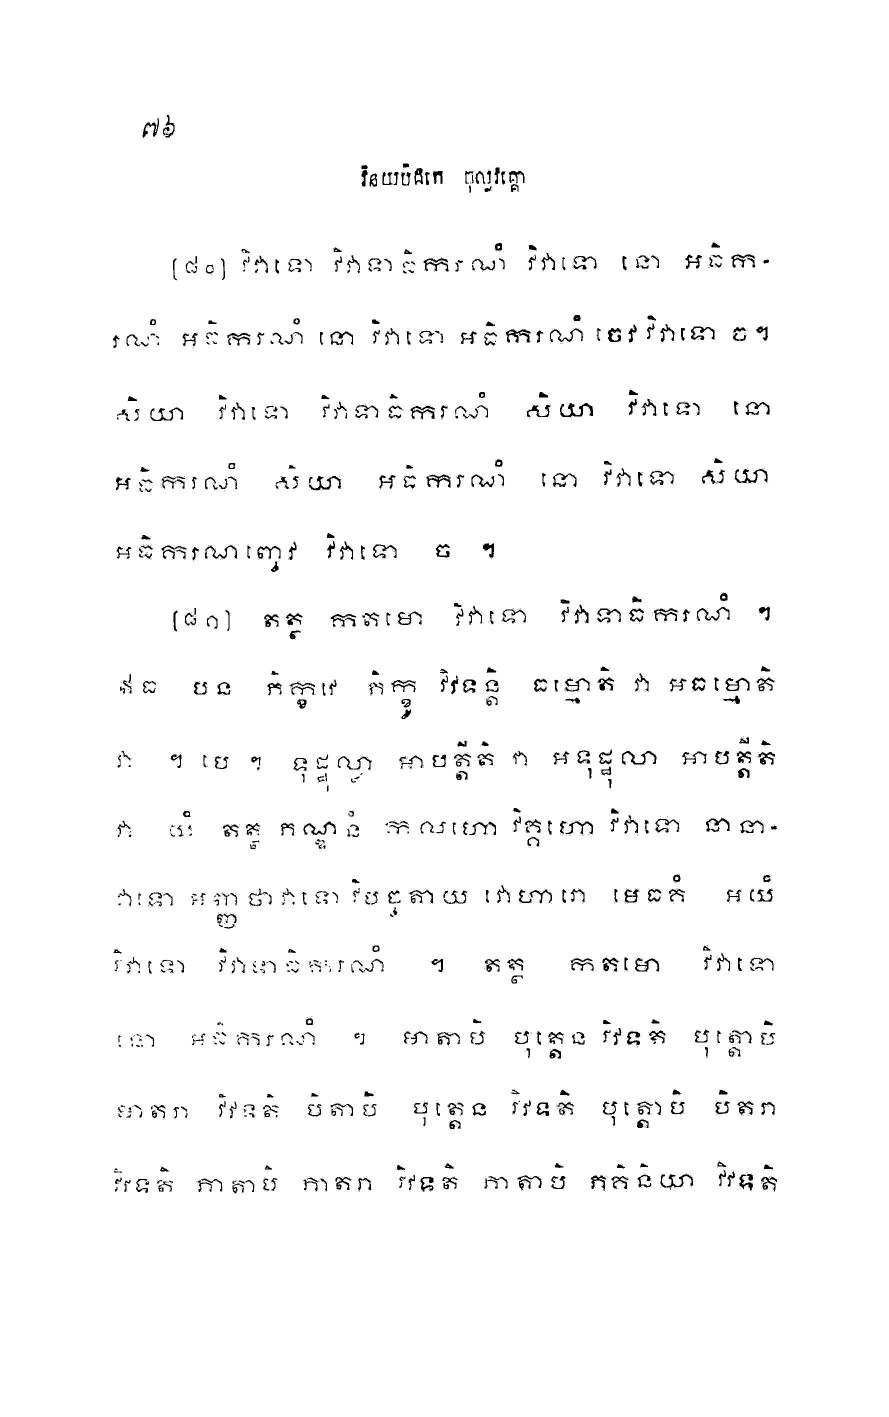 ៧៦
វិនយបិដកេ ចុល្លវគ្គោ
(៨០) វិវាទោ វិវាទាធិករណំ វិវាទោ នោ អធិក-
រណំ អធិករណំ នោ វិវាទោ អធិករណំ ចេវ វិវាទោ ច ។
សិយា វិវាទោ វិវាទាធិករណំ សិយា វិវាទោ នោ
អធិករណំ សិយា អធិករណំ នោ វិវាទោ សិយា
អធិករណញ្ចេវ វិវាទោ ច ។
(៨១) តត្ថ កតមោ វិវាទោ វិវាទាធិករណំ ។
ឥធ បន ភិក្ខវេ ភិក្ខូ វិវទន្តិ ធម្មោតិ វា អធម្មោតិ
វា ។ បេ ។ ទុដ្ឋុល្លា អាបត្តីតិ វា អទុដ្ឋុល្លា អាបត្តីតិ
វា យំ តត្ថ ភណ្ឌនំ កលហោ វិគ្គហោ វិវាទោ នានា-
វាទោ អញ្ញថាវាទោ វិបច្ចតាយ វោហារោ មេធគំ អយំ
វិវាទោ វិវាទាធិករណំ ។ តត្ថ កតមោ វិវាទោ
នោ អធិករណំ ។ មាតាបិ បុត្តេន វិវទតិ បុត្តោបិ
មាតរា វិវទតិ បិតាបិ បុត្តេន វិវទតិ បុត្តោបិ បិតរា
វិវទតិ ភាតាបិ ភាតរា វិវទតិ ភាតាបិ ភគិនិយា វិវទតិ